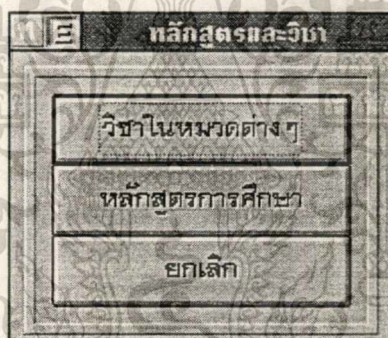 ก E หลักสูตรและวิชา
วิชาในหมวดต่างๆ
หลักสูตรการศึกษา
ยกเลิก